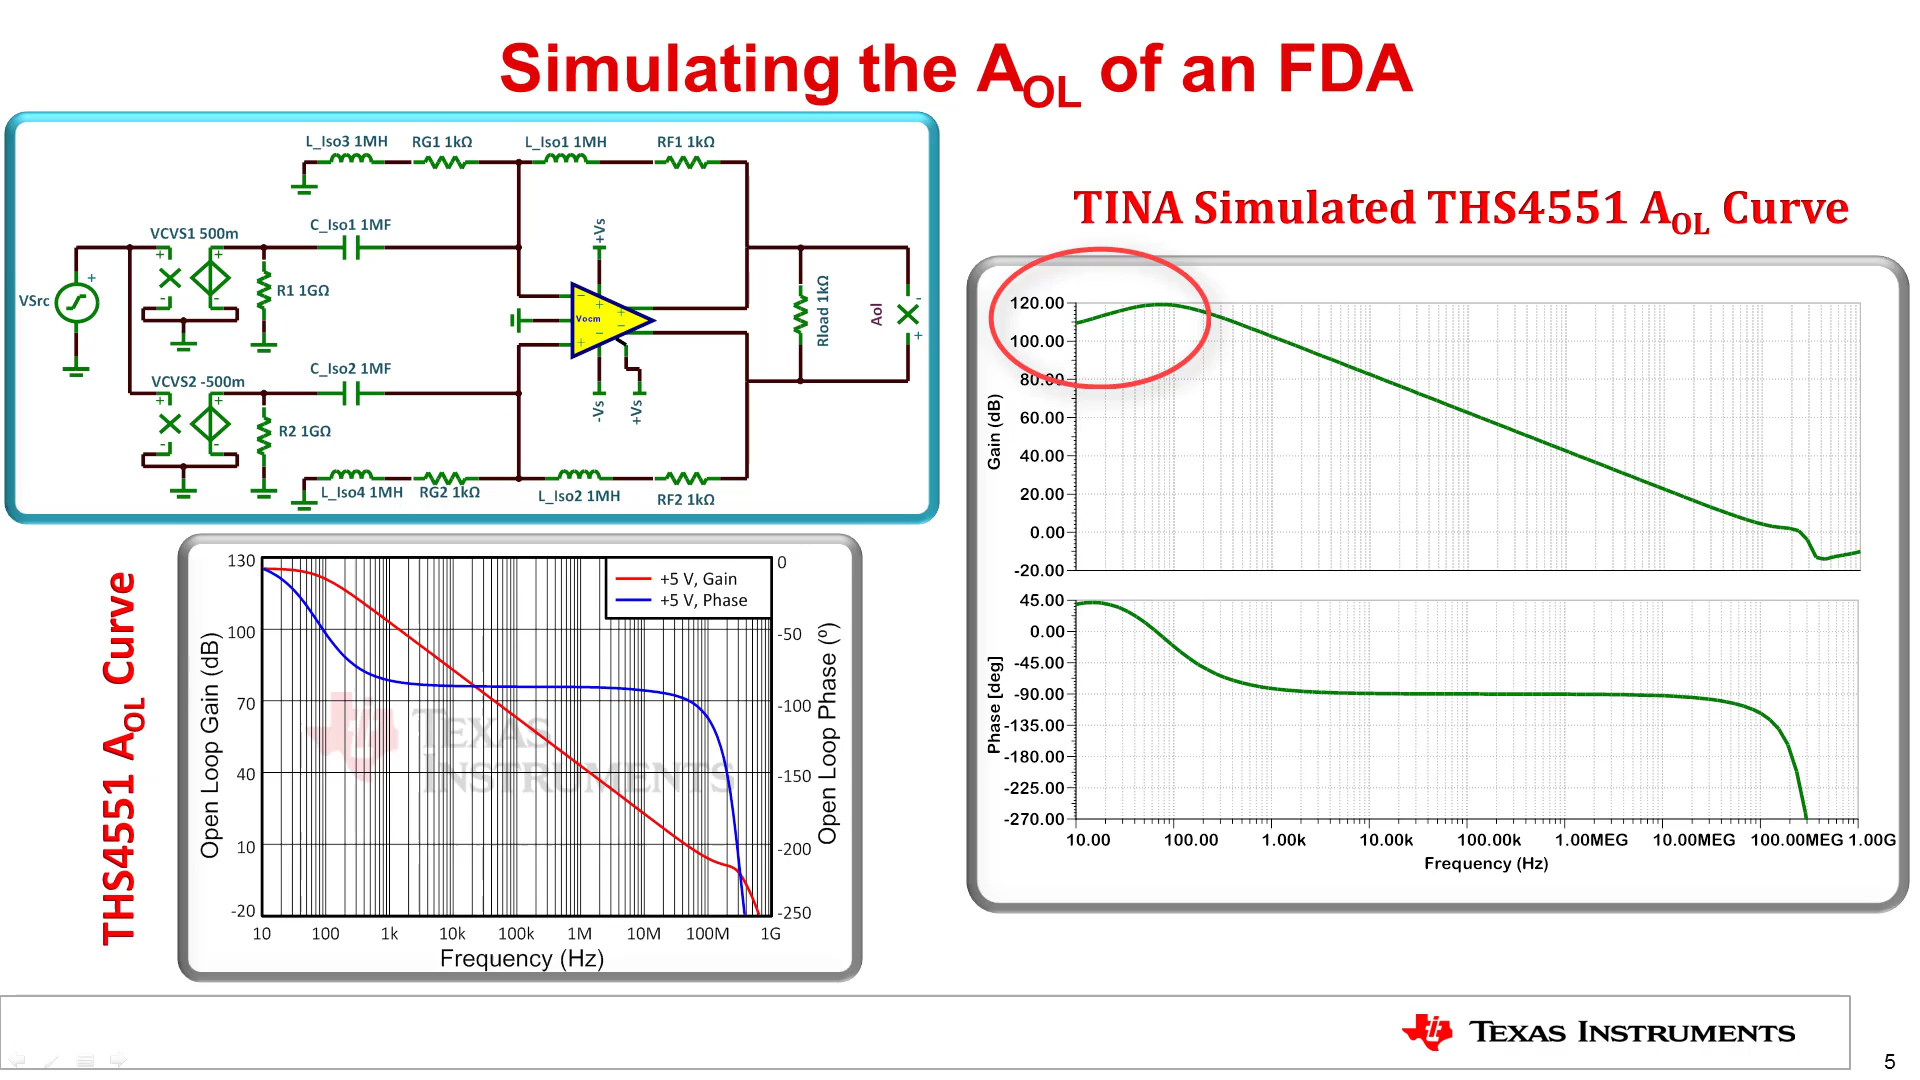 Simulating the AOL of an FDA
L_Iso3 1MH
RG1 1kΩ
L_Iso1 1MH
RF1 1kΩ
VCVS1 500m
C_Iso1 1MF
+Vs
VSrc
R1 1GΩ
Vocm
Rload 1kΩ
Aol
VCVS2 -500m
C_Iso2 1MF
-Vs
+Vs
R2 1GΩ
L_Iso4 1MH
RG2 1kΩ
L_Iso2 1MH
RF2 1kΩ
TINA Simulated THS4551 AOL Curve
Gain (dB)
120.00
100.00
80.00
60.00
40.00
20.00
0.00
-20.00
Phase [deg]
45.00
0.00
-45.00
-90.00
-135.00
-180.00
-225.00
-270.00
10.00 100.00 1.00k 10.00k 100.00k 1.00MEG 10.00MEG 100.00MEG 1.00G
Frequency (Hz)
THS4551 AOL Curve
Open Loop Gain (dB)
130
100
70
40
10
-20
+5 V, Gain
+5 V, Phase
TEXAS
INSTRUMENTS
0
-50
-100
-150
-200
-250
Open Loop Phase (º)
10 100 1k 10k 100k 1M 10M 100M 1G
Frequency (Hz)
TEXAS INSTRUMENTS
5